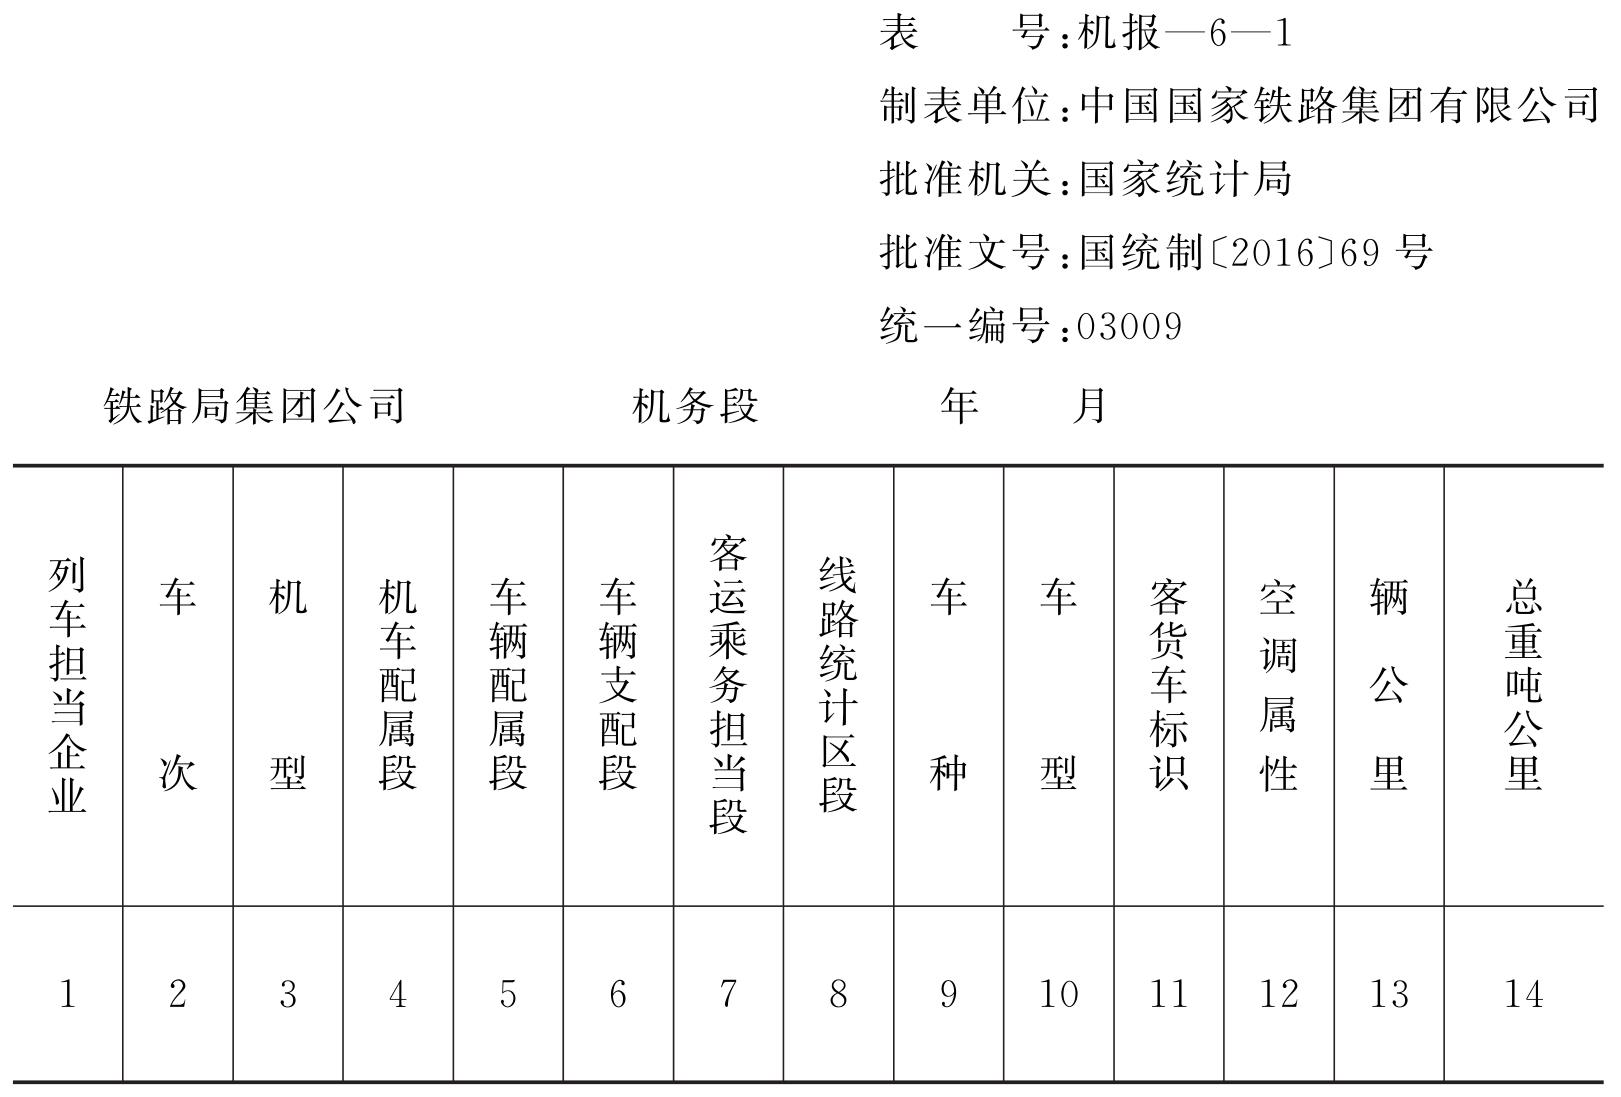 表　　号:机报—6—1
制表单位:中国国家铁路集团有限公司
批准机关:国家统计局
批准文号:国统制〔2016〕69 号
统一编号:03009
铁路局集团公司　　　　　机务段　　　　年　　月
列车担当企业
车次
机型
机车配属段
车辆配属段
车辆支配段
客运乘务担当段
线路统计区段
车种
车型
客货车标识
空调属性
辆公里
总重吨公里
1 2 3 4 5 6 7 8 9 10 11 12 13 14